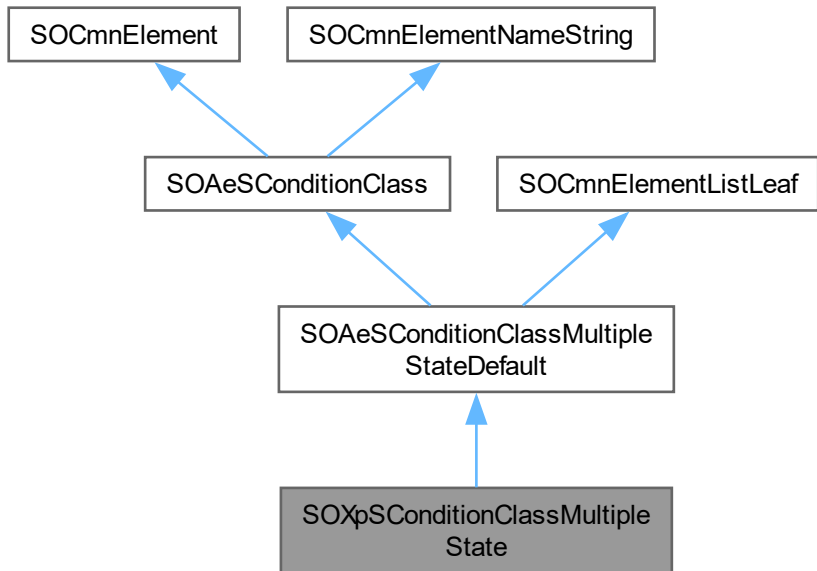 SOCmnElement
SOCmnElementNameString
SOAeSConditionClass
SOCmnElementListLeaf
SOAeSConditionClassMultiple
StateDefault
SOXpSConditionClassMultiple
State